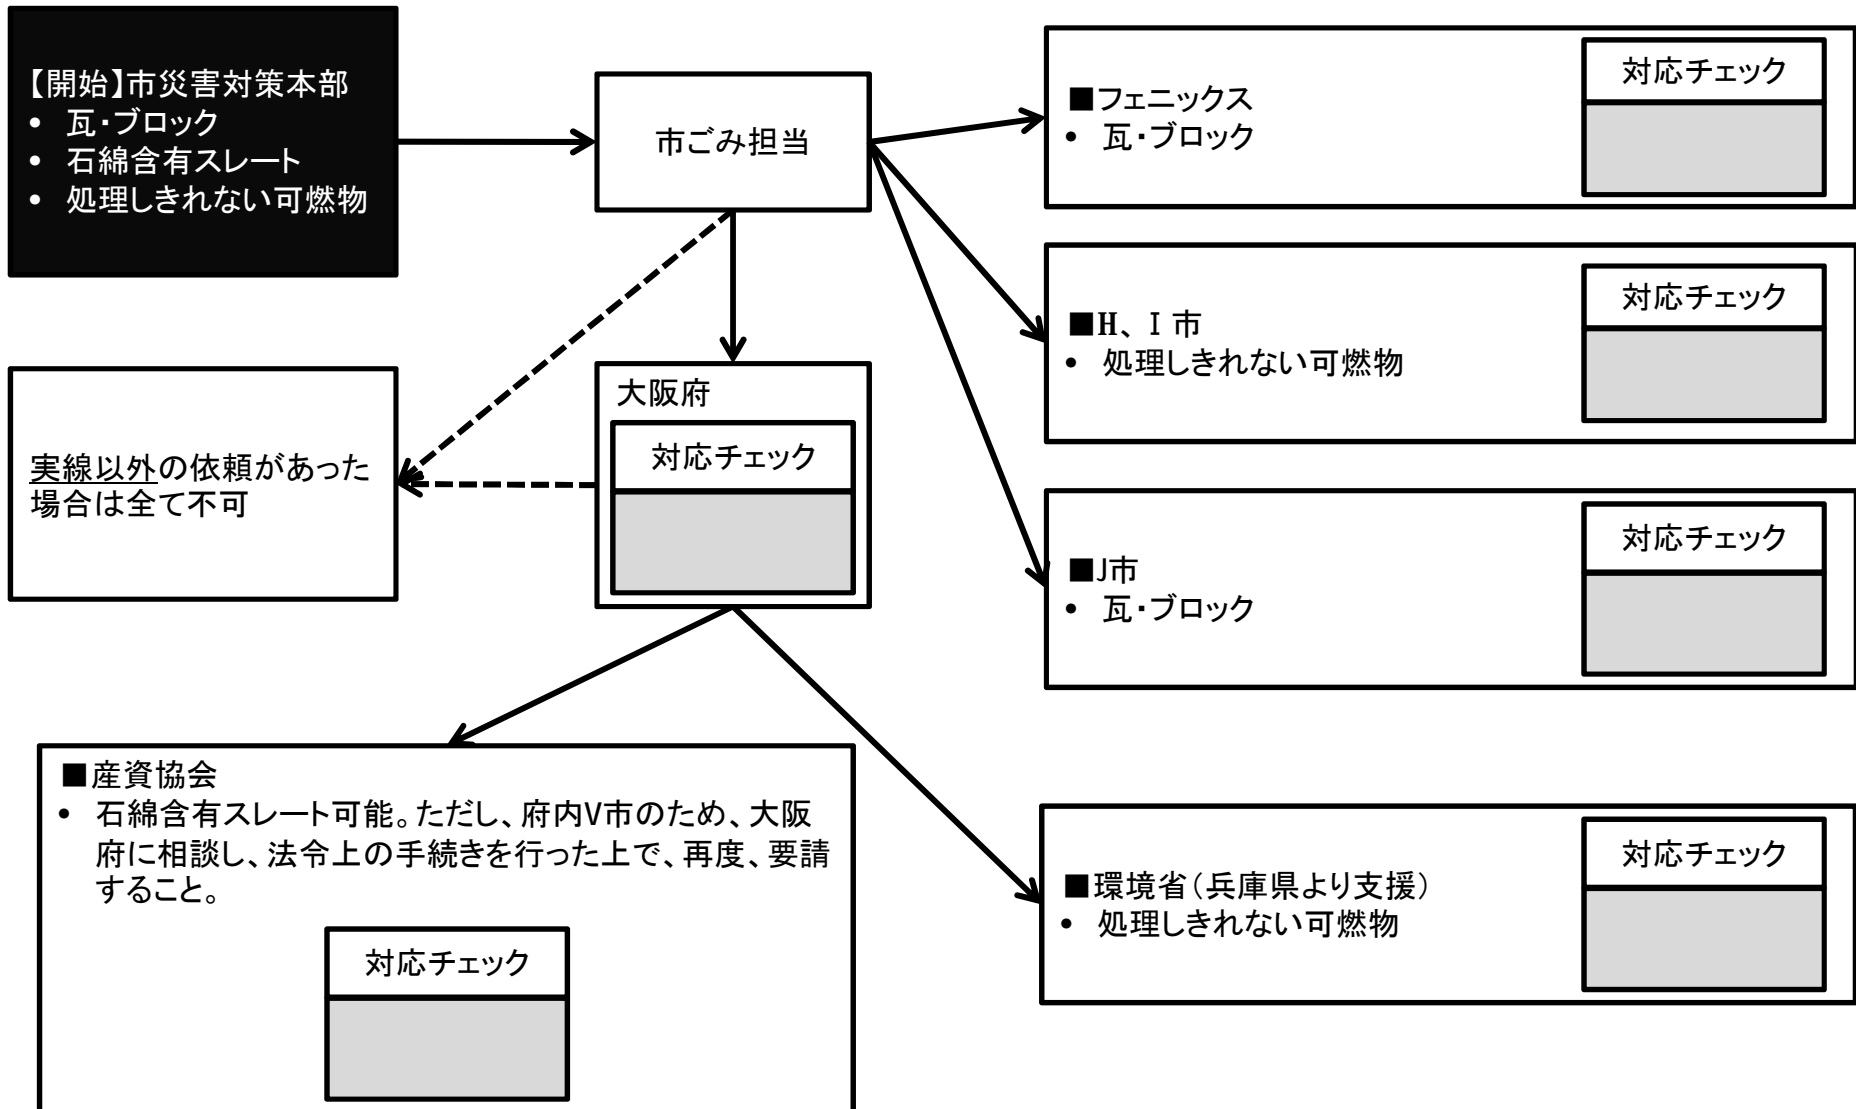 【開始】市災害対策本部
• 瓦・ブロック
• 石綿含有スレート
• 処理しきれない可燃物
市ごみ担当
■フェニックス
• 瓦・ブロック
対応チェック
■H、I市
• 処理しきれない可燃物
対応チェック
実線以外の依頼があった
場合は全て不可
大阪府
対応チェック
■J市
• 瓦・ブロック
対応チェック
■産資協会
• 石綿含有スレート可能。ただし、府内V市のため、大阪
府に相談し、法令上の手続きを行った上で、再度、要請
すること。
対応チェック
■環境省（兵庫県より支援）
• 処理しきれない可燃物
対応チェック